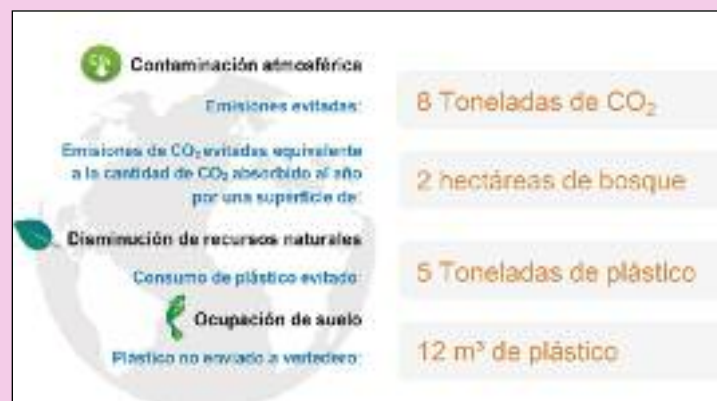 Contaminación atmosférica
Emisiones evitadas:
8 Toneladas de CO₂
Emisiones de CO₂ evitadas equivalente
a la cantidad de CO₂ absorbido al año
por una superficie de:
2 hectáreas de bosque
Disminución de recursos naturales
Consumo de plástico evitado:
5 Toneladas de plástico
Ocupación de suelo
Plástico no enviado a vertedero:
12 m³ de plástico